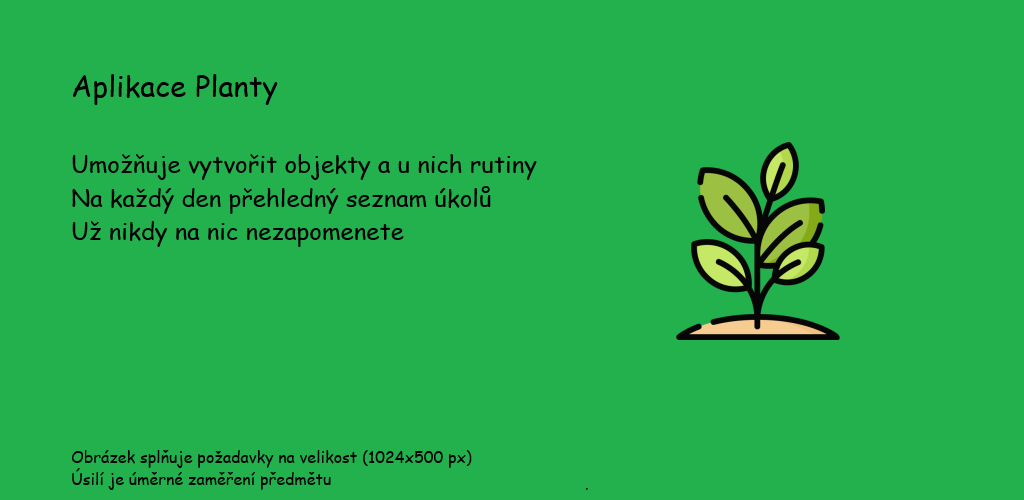 Aplikace Planty
Umožňuje vytvořit objekty a u nich rutiny
Na každý den přehledný seznam úkolů
Už nikdy na nic nezapomenete
Obrázek splňuje požadavky na velikost (1024x500 px)
Úsilí je úměrné zaměření předmětu
.